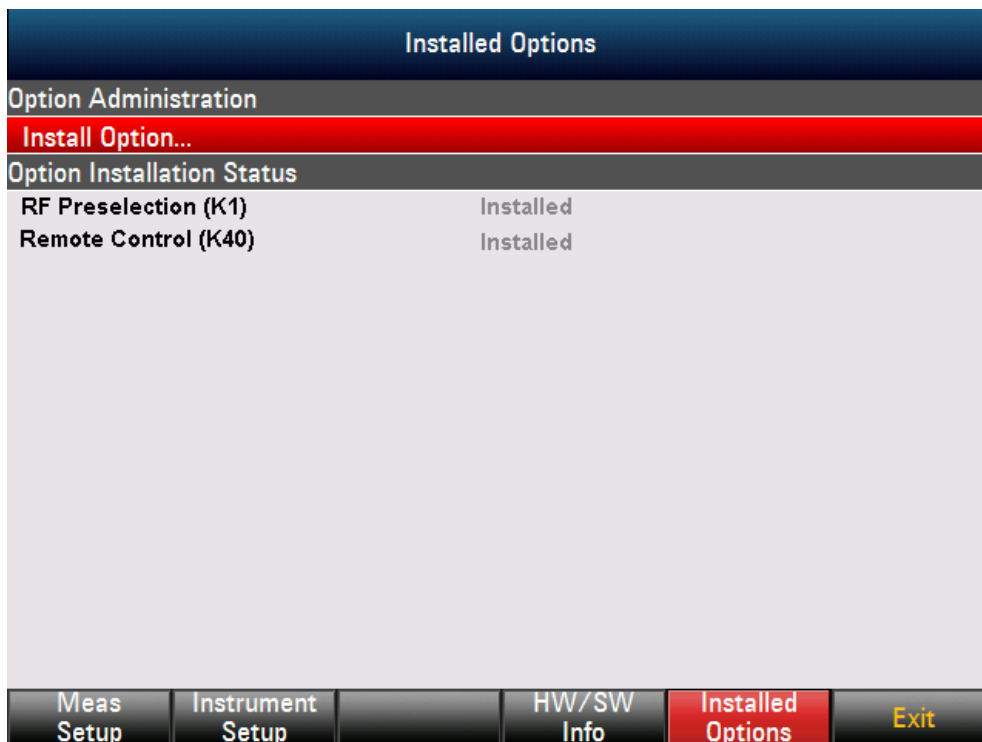 Installed Options
Option Administration
Install Option...
Option Installation Status
RF Preselection (K1) Installed
Remote Control (K40) Installed
Meas Setup
Instrument Setup
HW/SW Info
Installed Options
Exit